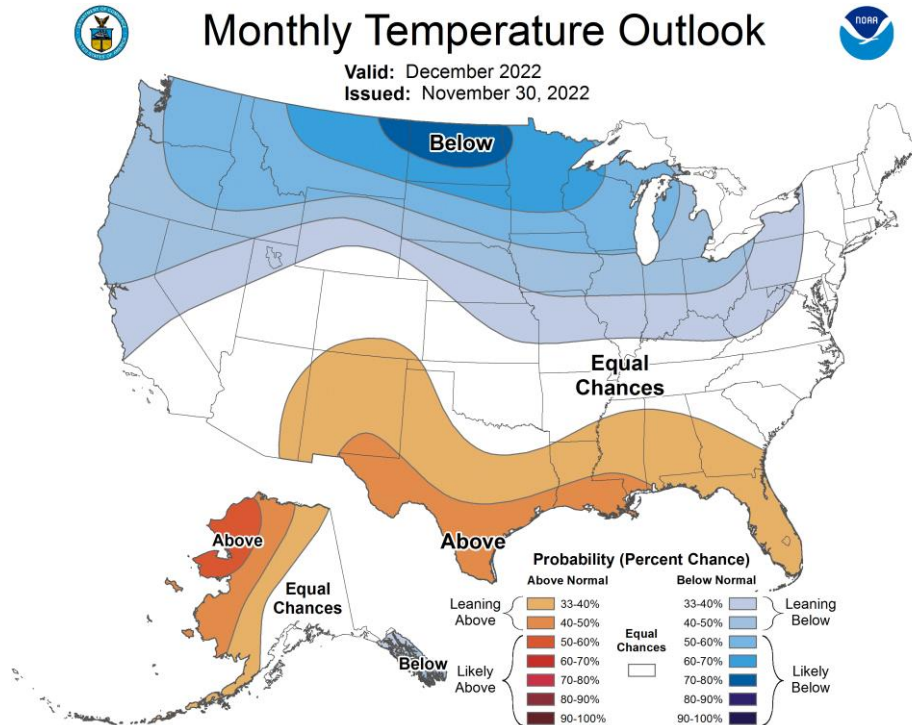 Monthly Temperature Outlook
NOAA
Valid: December 2022
Issued: November 30, 2022
Below
Equal
Chances
Above
Above
Equal
Chances
Below
Probability (Percent Chance)
Above Normal
Below Normal
Leaning
Above
33-40%
40-50%
50-60%
60-70%
70-80%
80-90%
90-100%
Likely
Above
Equal
Chances
33-40%
40-50%
50-60%
60-70%
70-80%
80-90%
90-100%
Leaning
Below
Likely
Below